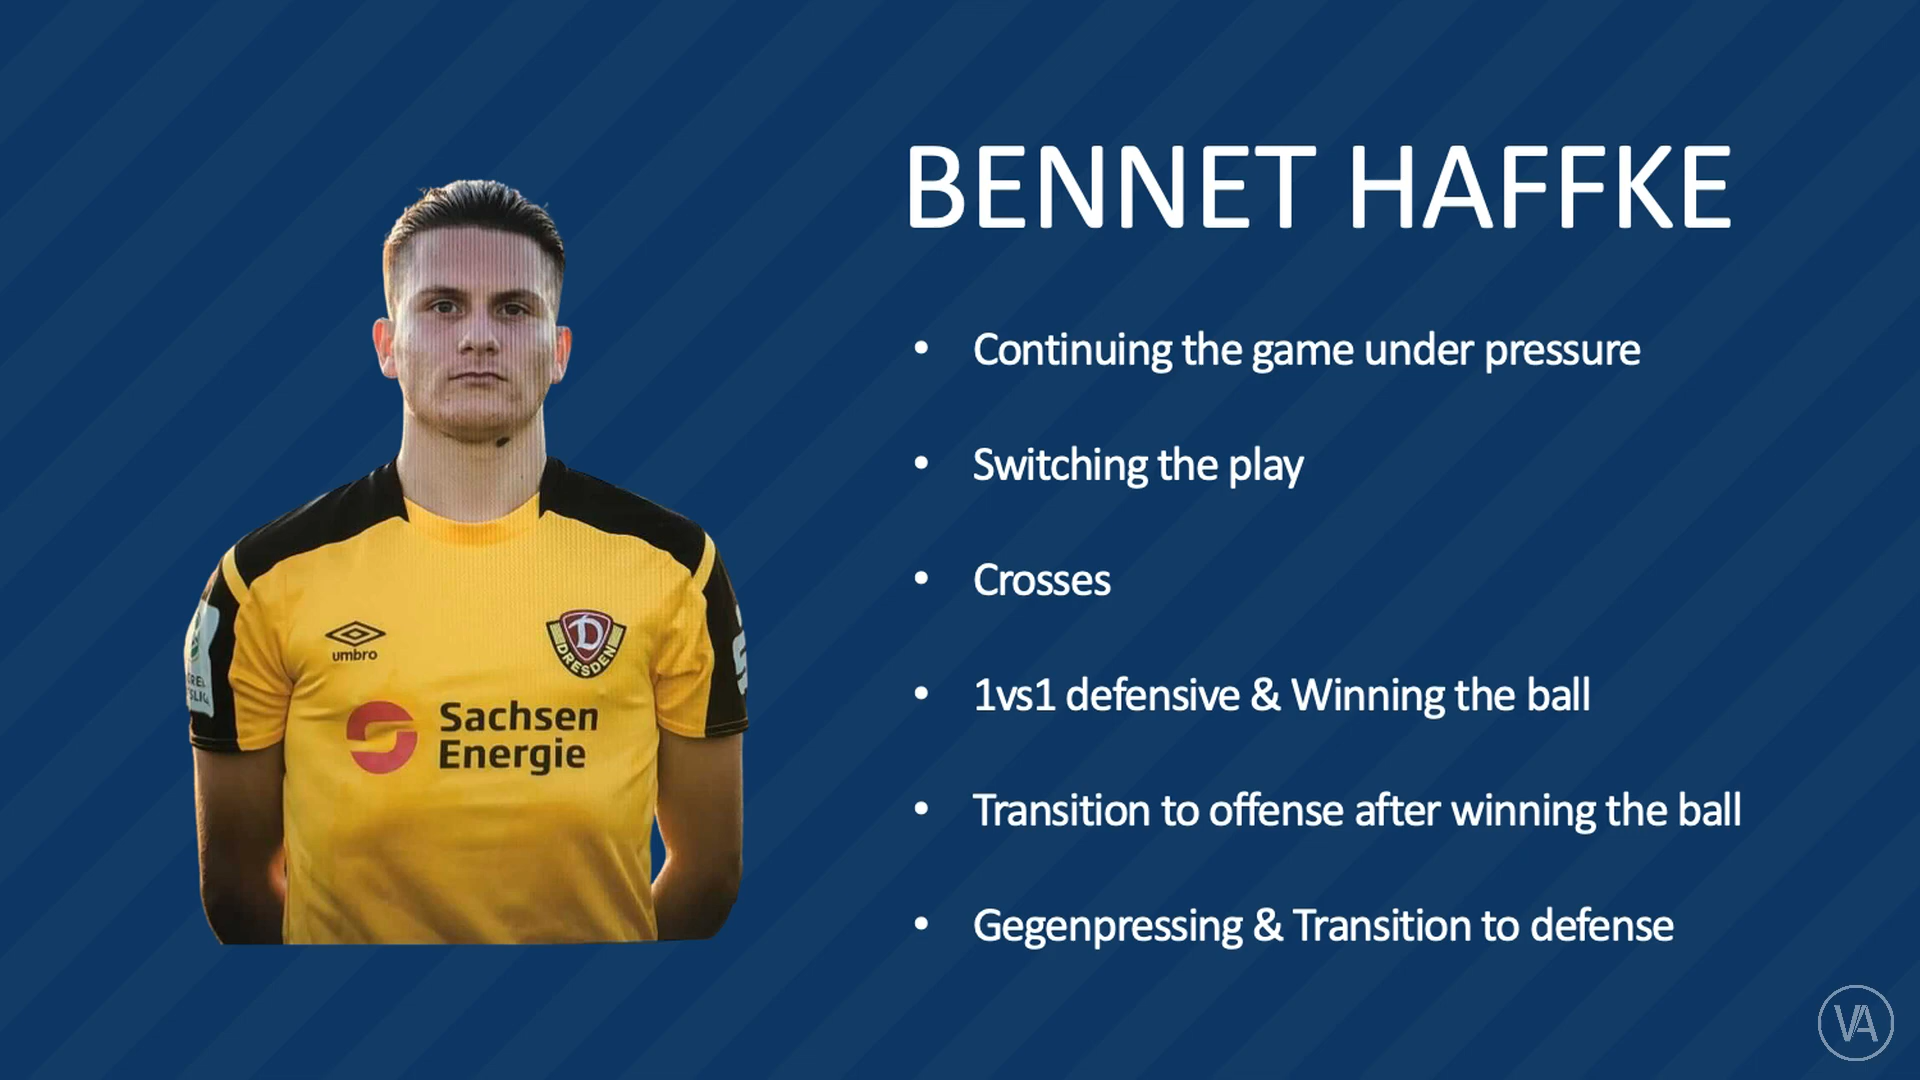 BENNET HAFFKE
• Continuing the game under pressure
• Switching the play
• Crosses
• 1vs1 defensive & Winning the ball
• Transition to offense after winning the ball
• Gegenpressing & Transition to defense
umbro
D
DRESDEN
Sachsen
Energie
VA